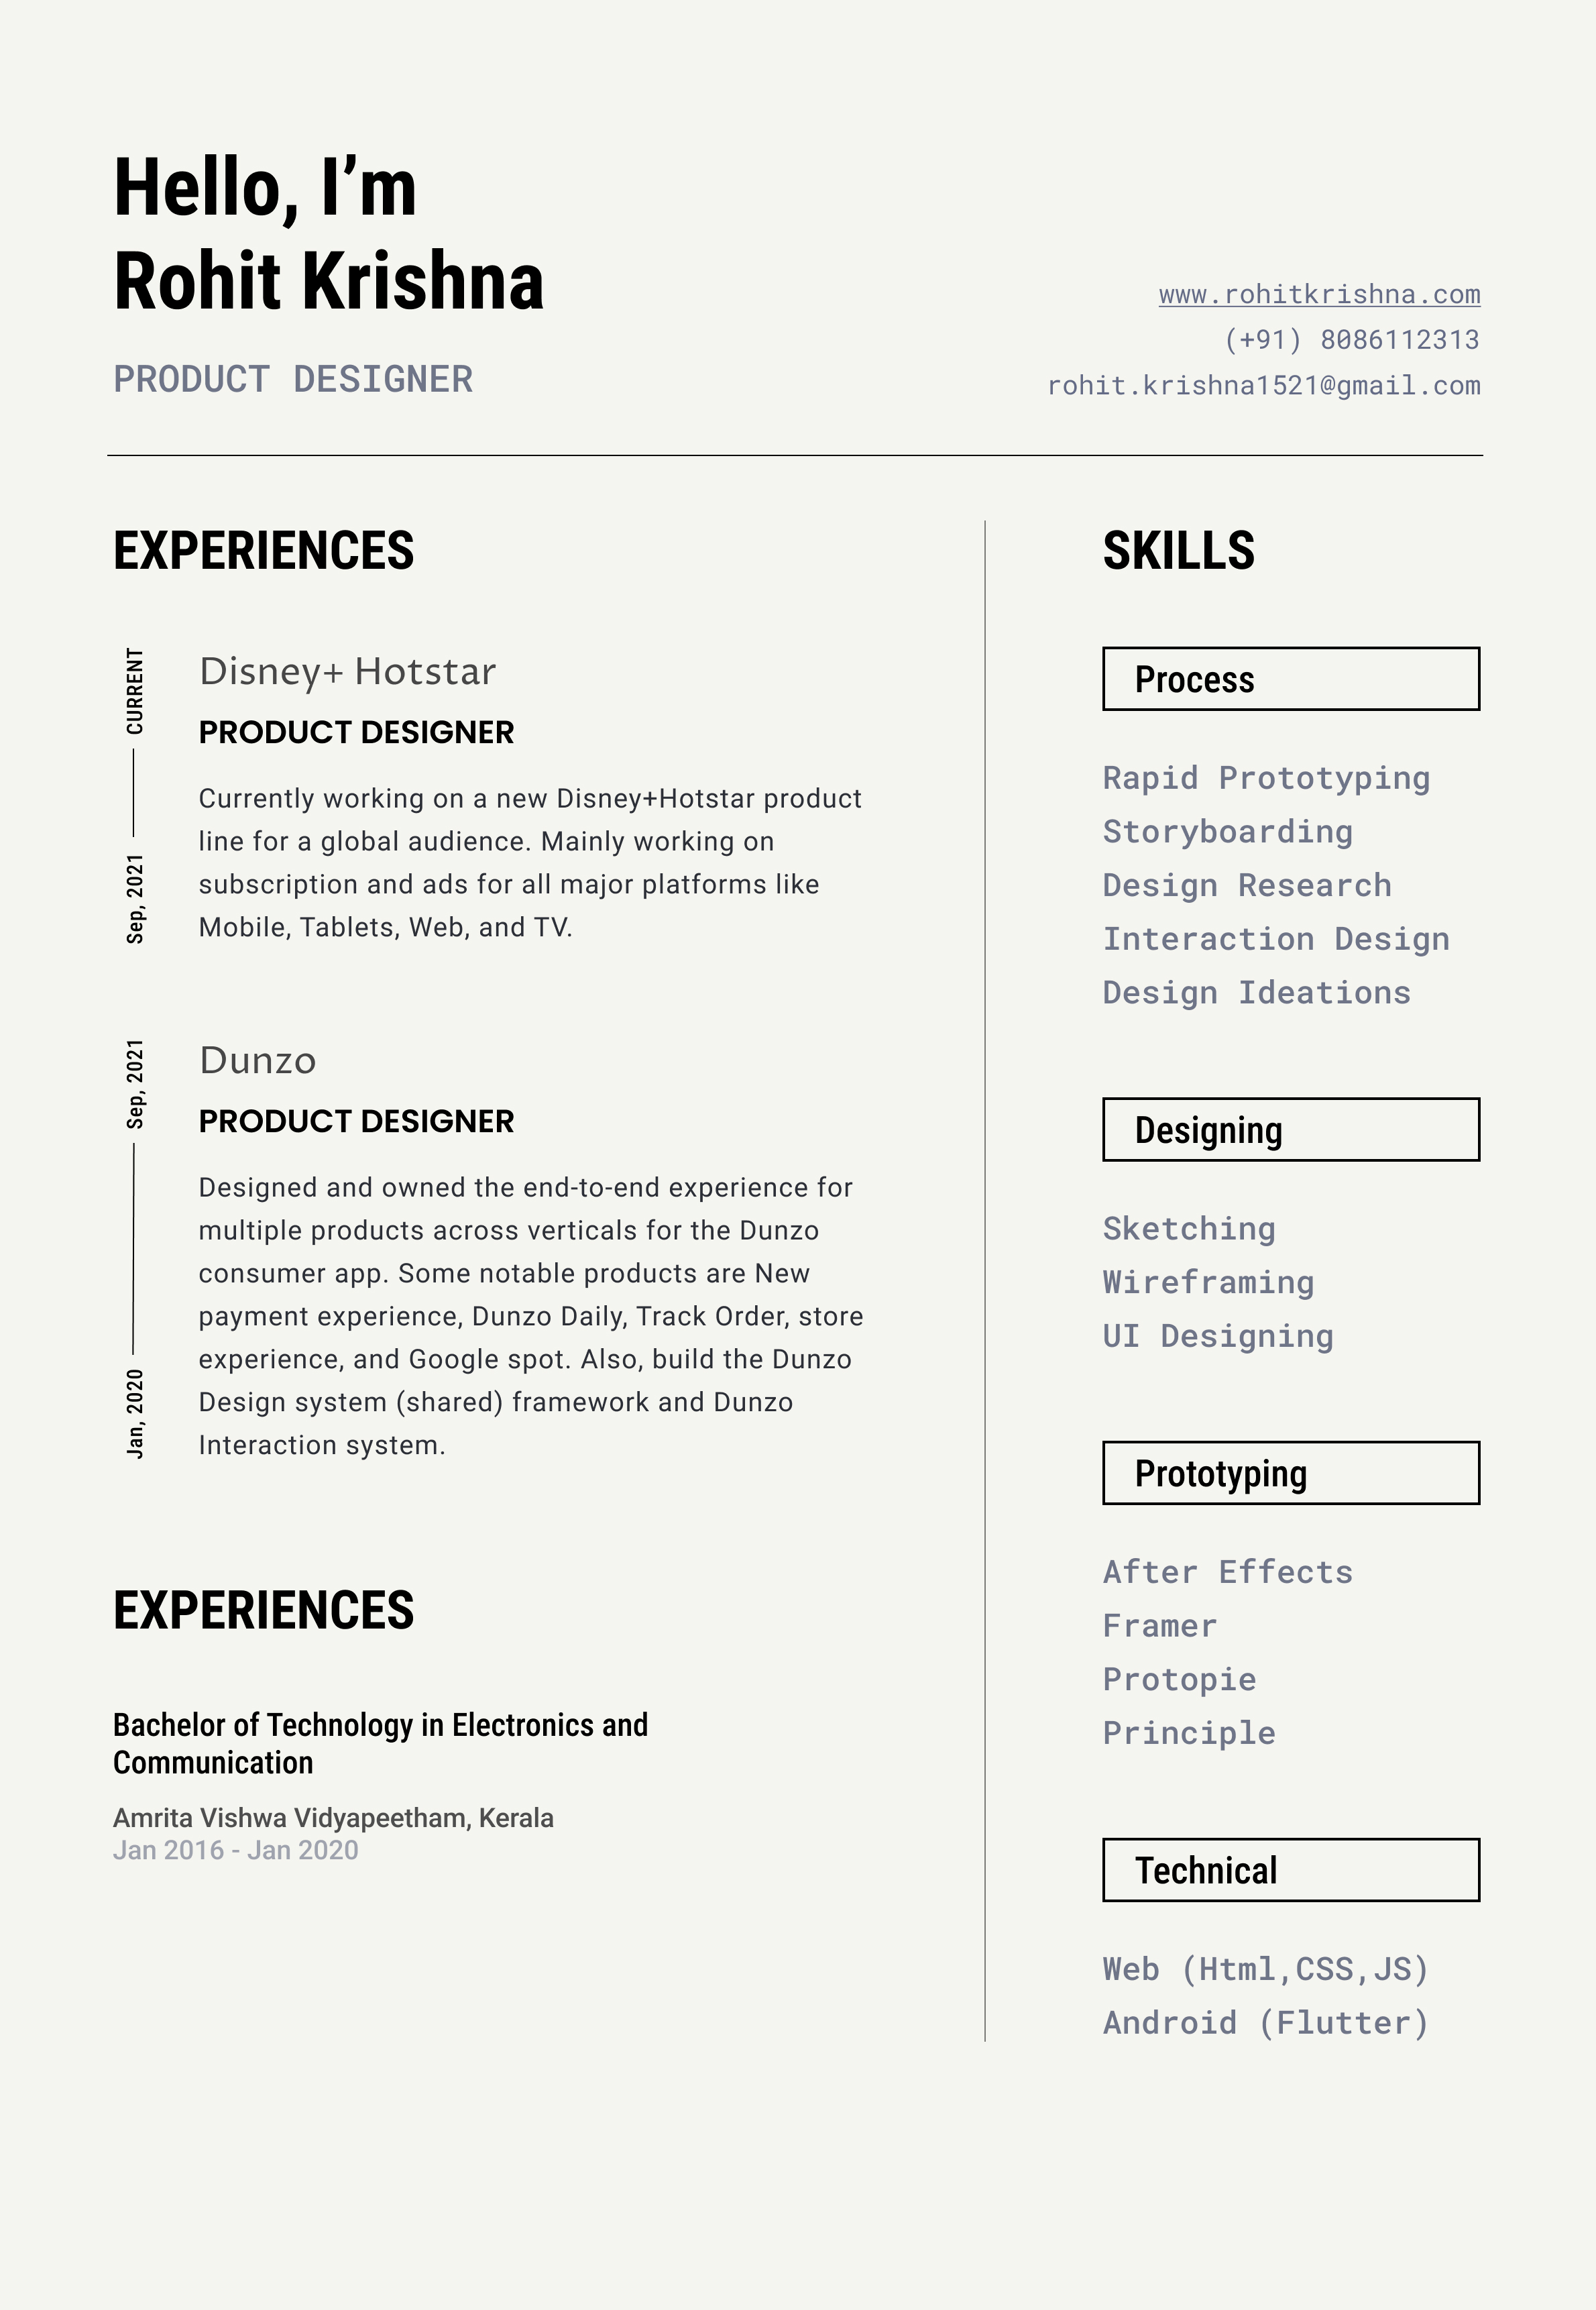 Hello, I’m
Rohit Krishna
PRODUCT DESIGNER
www.rohitkrishna.com
(+91) 8086112313
rohit.krishna1521@gmail.com
EXPERIENCES
CURRENT
Sep, 2021
Disney+ Hotstar
PRODUCT DESIGNER
Currently working on a new Disney+Hotstar product
line for a global audience. Mainly working on
subscription and ads for all major platforms like
Mobile, Tablets, Web, and TV.
Sep, 2021
Jan, 2020
Dunzo
PRODUCT DESIGNER
Designed and owned the end-to-end experience for
multiple products across verticals for the Dunzo
consumer app. Some notable products are New
payment experience, Dunzo Daily, Track Order, store
experience, and Google spot. Also, build the Dunzo
Design system (shared) framework and Dunzo
Interaction system.
EXPERIENCES
Bachelor of Technology in Electronics and
Communication
Amrita Vishwa Vidyapeetham, Kerala
Jan 2016 - Jan 2020
SKILLS
Process
Rapid Prototyping
Storyboarding
Design Research
Interaction Design
Design Ideations
Designing
Sketching
Wireframing
UI Designing
Prototyping
After Effects
Framer
Protopie
Principle
Technical
Web (Html,CSS,JS)
Android (Flutter)